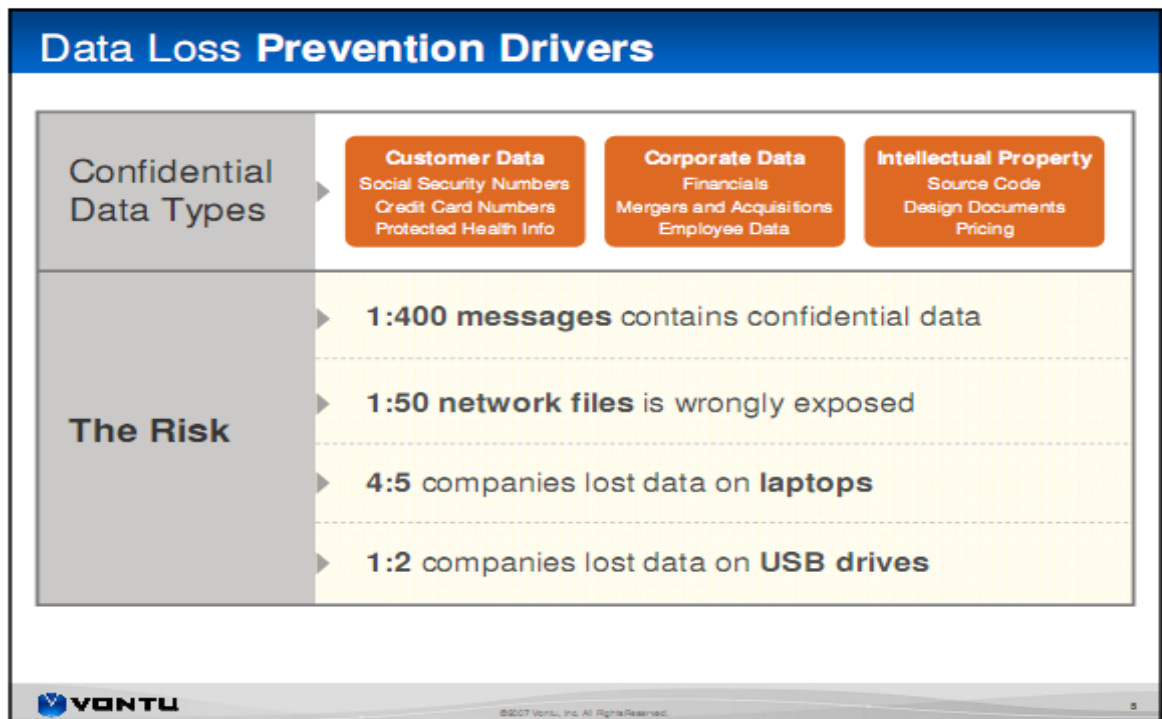 Data Loss Prevention Drivers
Confidential
Data Types
Customer Data
Social Security Numbers
Credit Card Numbers
Protected Health Info
Corporate Data
Financials
Mergers and Acquisitions
Employee Data
Intellectual Property
Source Code
Design Documents
Pricing
The Risk
1:400 messages contains confidential data
1:50 network files is wrongly exposed
4:5 companies lost data on laptops
1:2 companies lost data on USB drives
VONTU
©2007 Vontu, Inc. All Rights Reserved.
5